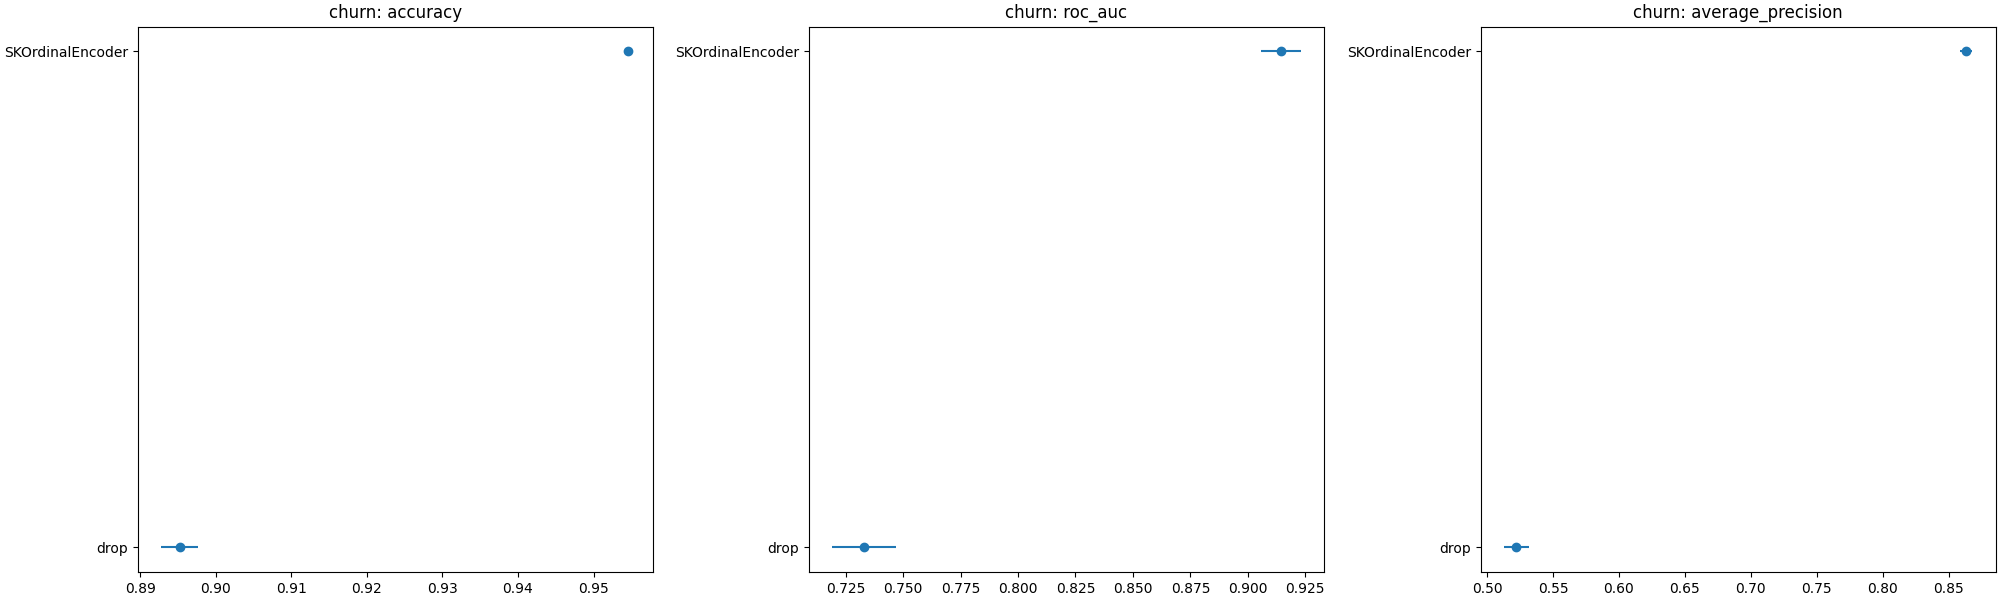 churn: accuracy
SKOrdinalEncoder
drop
0.89 0.90 0.91 0.92 0.93 0.94 0.95
churn: roc_auc
SKOrdinalEncoder
drop
0.725 0.750 0.775 0.800 0.825 0.850 0.875 0.900 0.925
churn: average_precision
SKOrdinalEncoder
drop
0.50 0.55 0.60 0.65 0.70 0.75 0.80 0.85